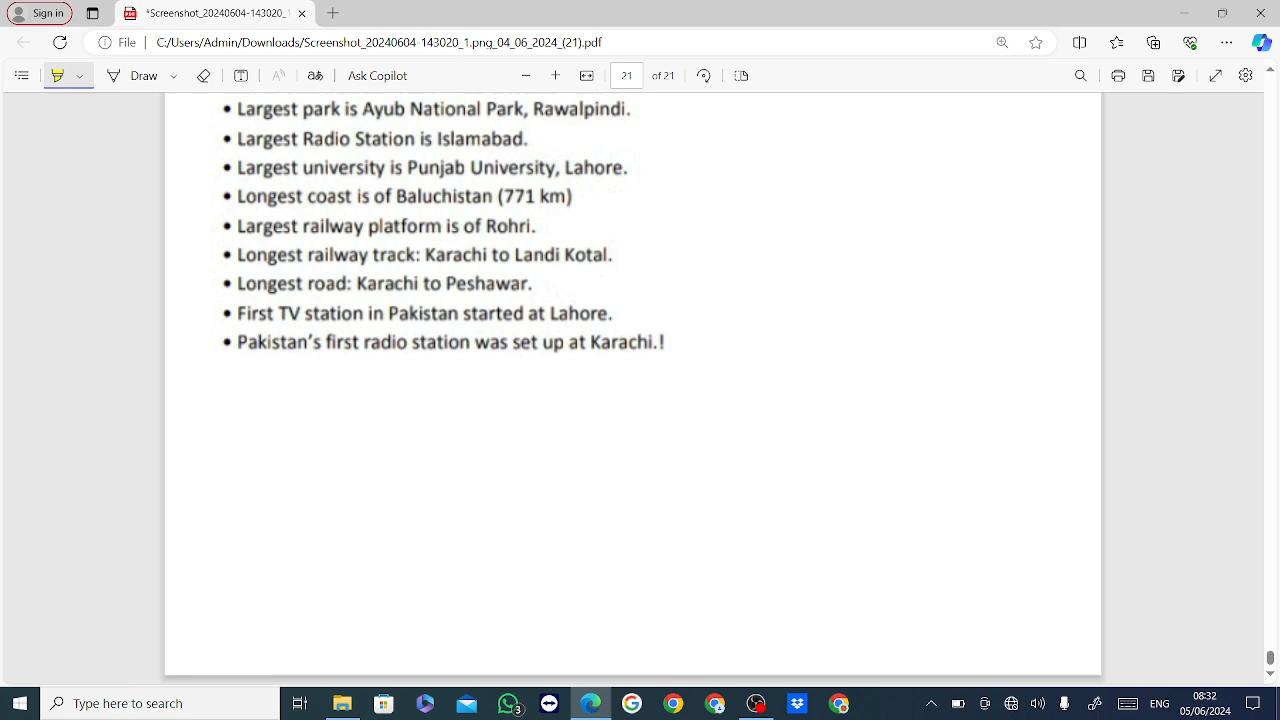 Sign in
*Screenshot_20240604-143020_1
File
C:/Users/Admin/Downloads/Screenshot_20240604-143020_1.png_04_06_2024_(21).pdf
Draw
Ask Copilot
21 of 21
• Largest park is Ayub National Park, Rawalpindi.
• Largest Radio Station is Islamabad.
• Largest university is Punjab University, Lahore.
• Longest coast is of Baluchistan (771 km)
• Largest railway platform is of Rohri.
• Longest railway track: Karachi to Landi Kotal.
• Longest road: Karachi to Peshawar.
• First TV station in Pakistan started at Lahore.
• Pakistan’s first radio station was set up at Karachi.!
Type here to search
3
ENG
08:32
05/06/2024